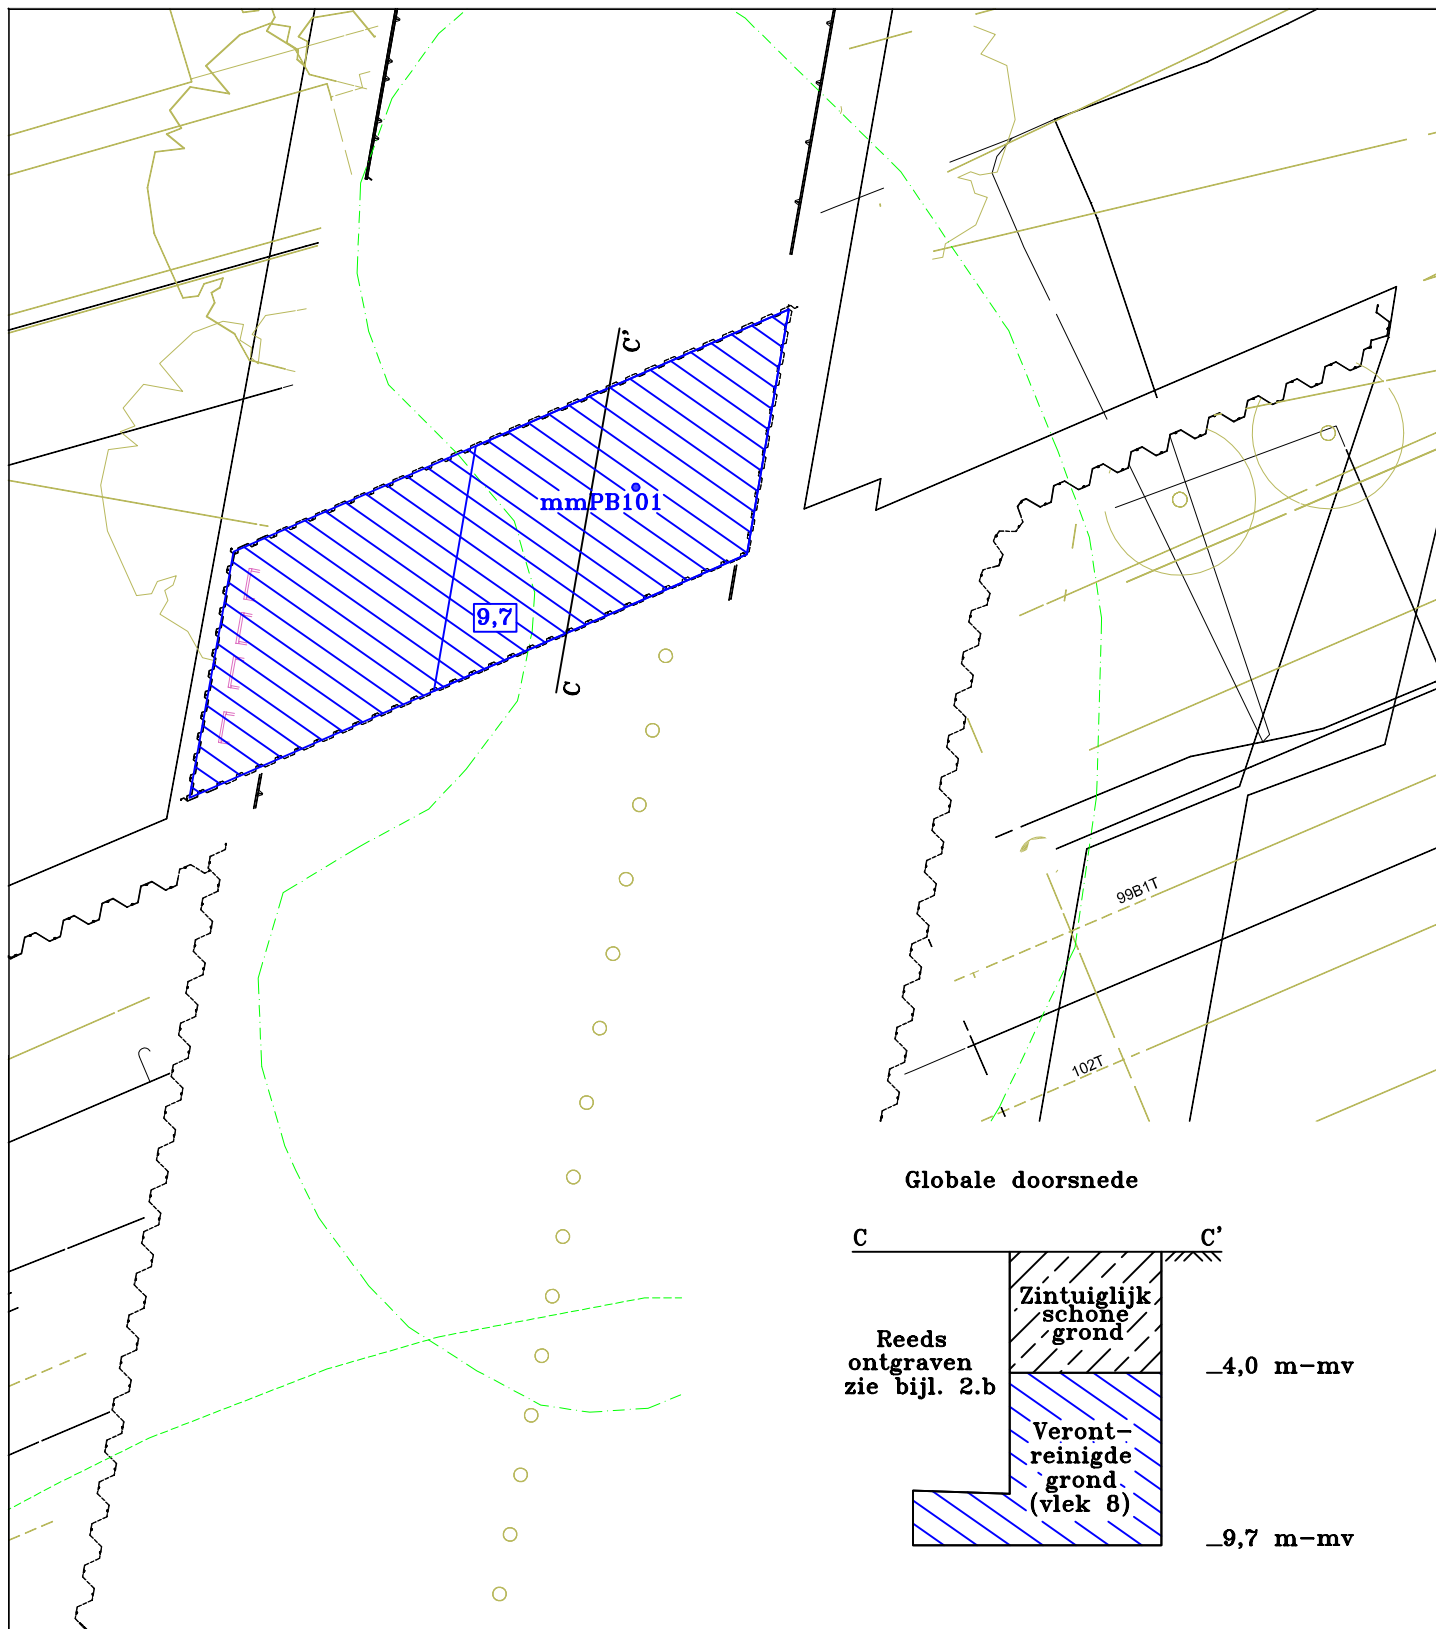 C'
mmPB101
9,7
C
99B1T
102T
Globale doorsnede
C
C'
Zintuiglijk
schone
grond
Reeds
ontgraven
zie bijl. 2.b
4,0 m-mv
Veront-
reinigde
grond
(vlek 8)
9,7 m-mv